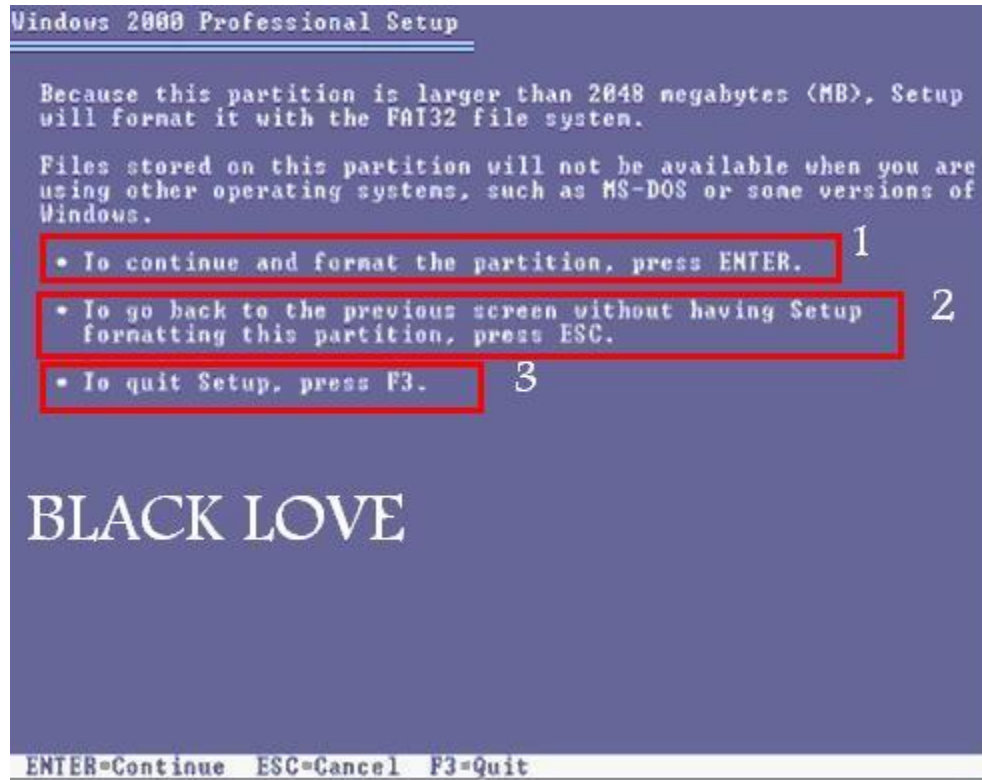 Windows 2000 Professional Setup
Because this partition is larger than 2048 megabytes (MB), Setup
will format it with the FAT32 file system.
Files stored on this partition will not be available when you are
using other operating systems, such as MS-DOS or some versions of
Windows.
• To continue and format the partition, press ENTER.
1
• To go back to the previous screen without having Setup
formatting this partition, press ESC.
2
• To quit Setup, press F3.
3
BLACK LOVE
ENTER=Continue ESC=Cancel F3=Quit